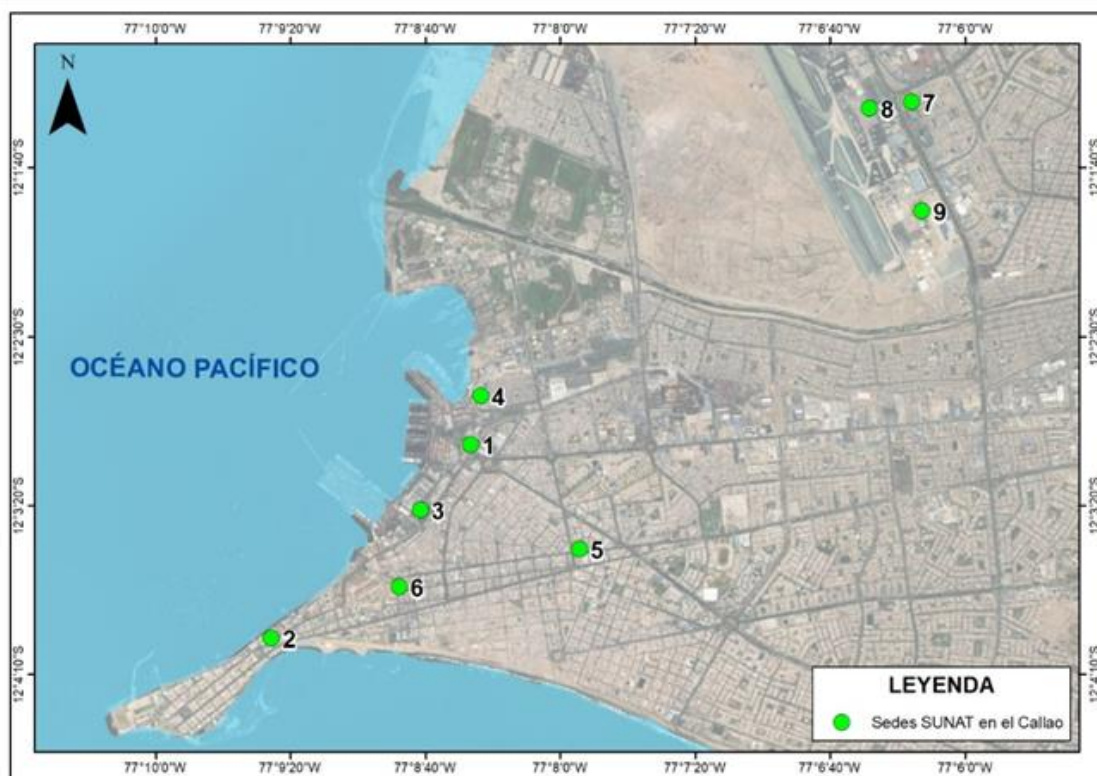 77°10'0"W 77°9'20"W 77°8'40"W 77°8'0"W 77°7'20"W 77°6'40"W 77°6'0"W
N
8 7
12°1'40"S 12°1'40"S
9
12°2'30"S 12°2'30"S
OCÉANO PACÍFICO
4
1
12°3'20"S 12°3'20"S
3
5
6
2
12°4'10"S 12°4'10"S
LEYENDA
Sedes SUNAT en el Callao
77°10'0"W 77°9'20"W 77°8'40"W 77°8'0"W 77°7'20"W 77°6'40"W 77°6'0"W